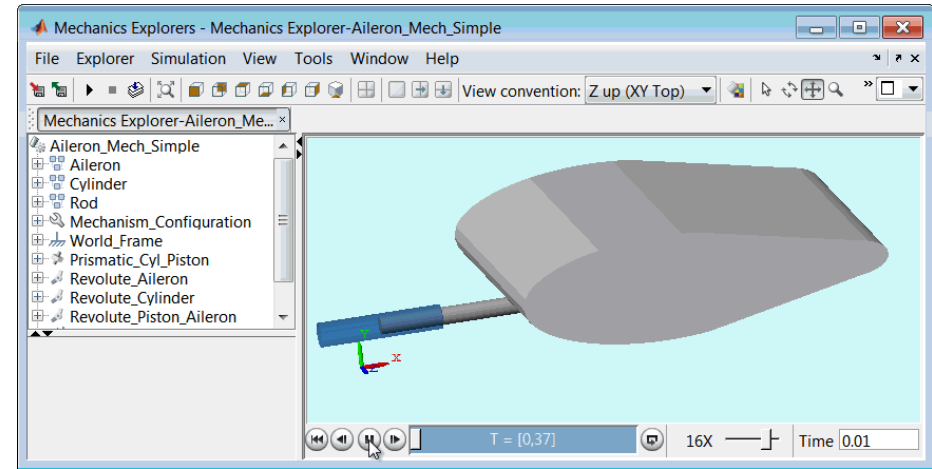 Mechanics Explorers - Mechanics Explorer-Aileron_Mech_Simple
File Explorer Simulation View Tools Window Help
View convention: Z up (XY Top)
Mechanics Explorer-Aileron_Me...
Aileron_Mech_Simple
Aileron
Cylinder
Rod
Mechanism_Configuration
World_Frame
Prismatic_Cyl_Piston
Revolute_Aileron
Revolute_Cylinder
Revolute_Piston_Aileron
Y
X
Z
T = [0,37]
16X
Time 0.01